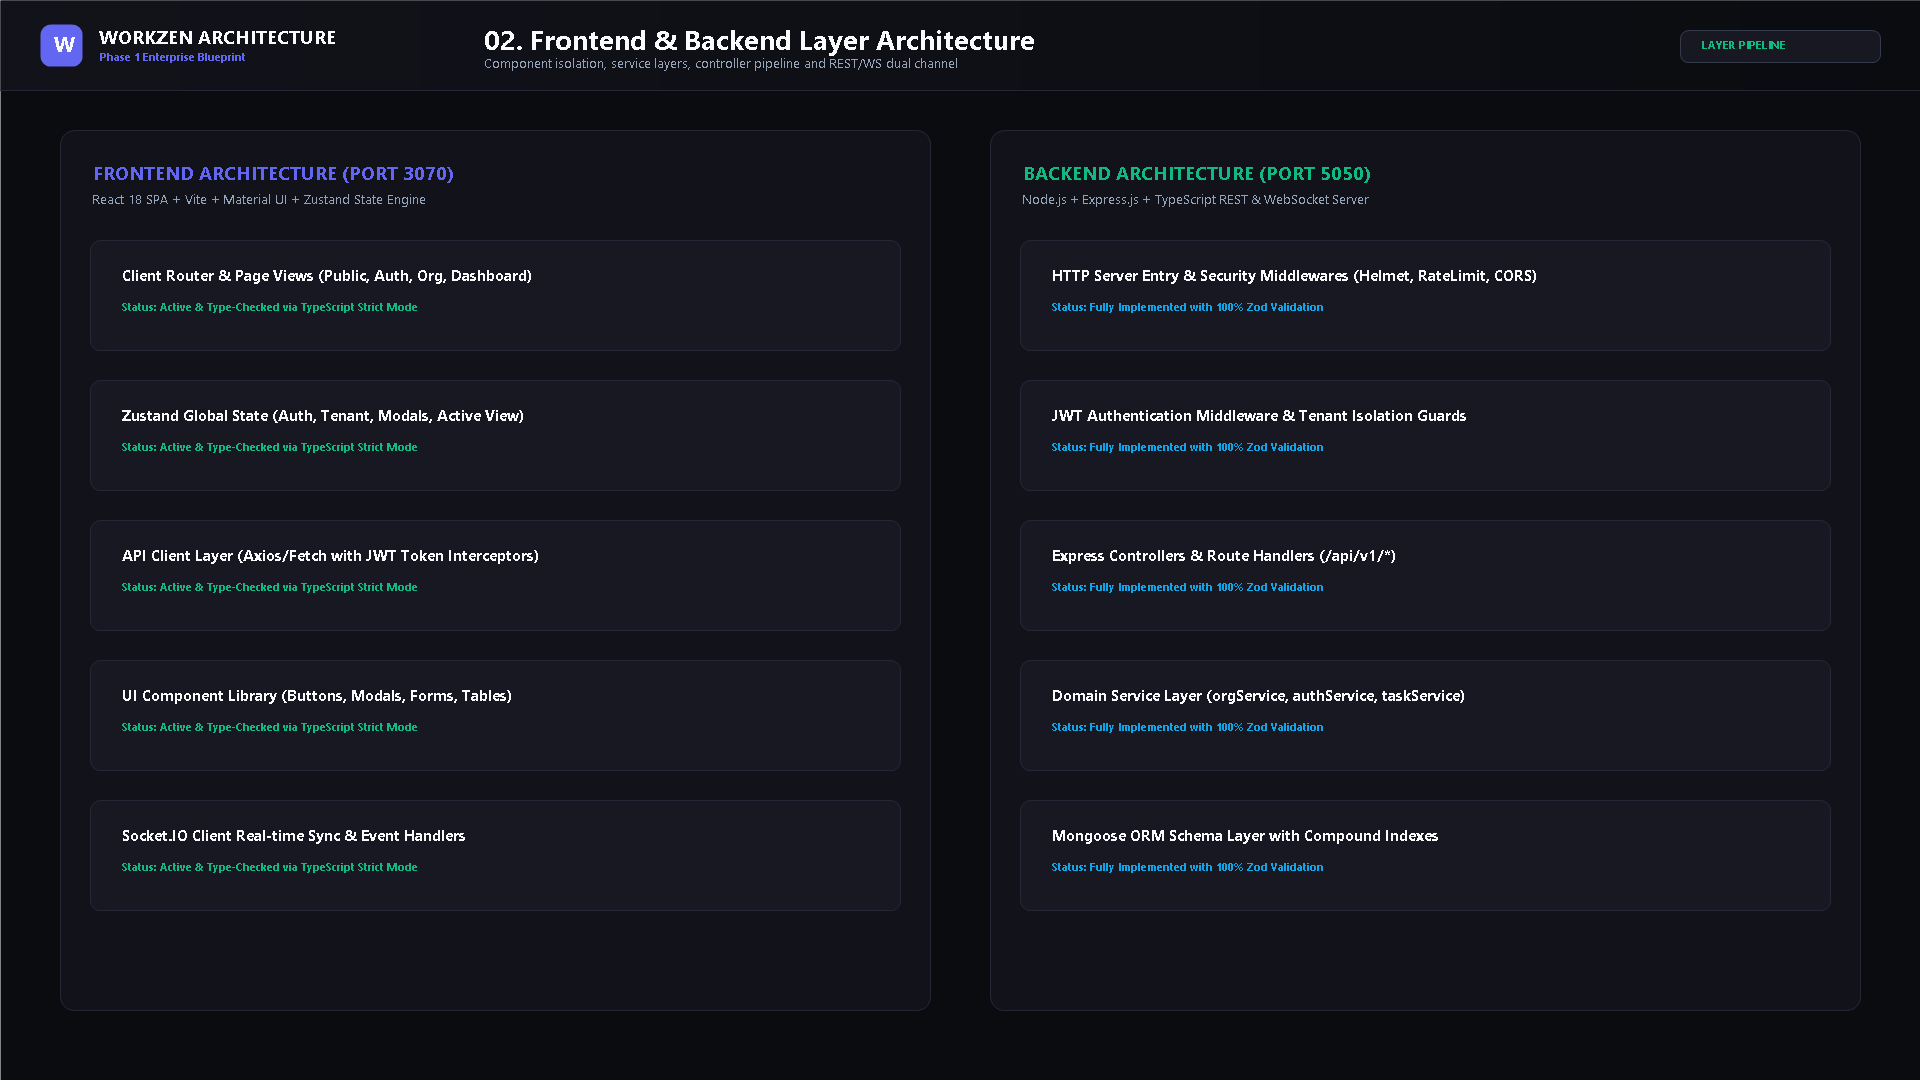 W
WORKZEN ARCHITECTURE
Phase 1 Enterprise Blueprint
02. Frontend & Backend Layer Architecture
Component isolation, service layers, controller pipeline and REST/WS dual channel
LAYER PIPELINE
FRONTEND ARCHITECTURE (PORT 3070)
React 18 SPA + Vite + Material UI + Zustand State Engine
Client Router & Page Views (Public, Auth, Org, Dashboard)
Status: Active & Type-Checked via TypeScript Strict Mode
Zustand Global State (Auth, Tenant, Modals, Active View)
Status: Active & Type-Checked via TypeScript Strict Mode
API Client Layer (Axios/Fetch with JWT Token Interceptors)
Status: Active & Type-Checked via TypeScript Strict Mode
UI Component Library (Buttons, Modals, Forms, Tables)
Status: Active & Type-Checked via TypeScript Strict Mode
Socket.IO Client Real-time Sync & Event Handlers
Status: Active & Type-Checked via TypeScript Strict Mode
BACKEND ARCHITECTURE (PORT 5050)
Node.js + Express.js + TypeScript REST & WebSocket Server
HTTP Server Entry & Security Middlewares (Helmet, RateLimit, CORS)
Status: Fully Implemented with 100% Zod Validation
JWT Authentication Middleware & Tenant Isolation Guards
Status: Fully Implemented with 100% Zod Validation
Express Controllers & Route Handlers (/api/v1/*)
Status: Fully Implemented with 100% Zod Validation
Domain Service Layer (orgService, authService, taskService)
Status: Fully Implemented with 100% Zod Validation
Mongoose ORM Schema Layer with Compound Indexes
Status: Fully Implemented with 100% Zod Validation